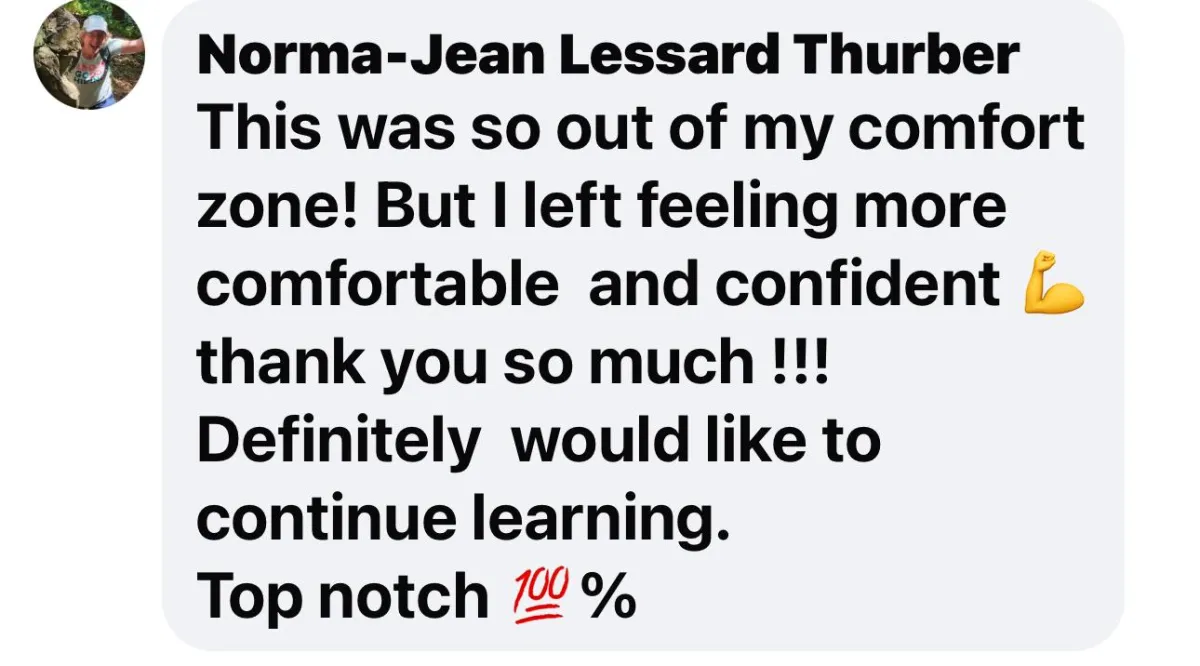 Norma-Jean Lessard Thurber
This was so out of my comfort
zone! But I left feeling more
comfortable  and confident 💪
thank you so much !!!
Definitely  would like to
continue learning.
Top notch 💯 %